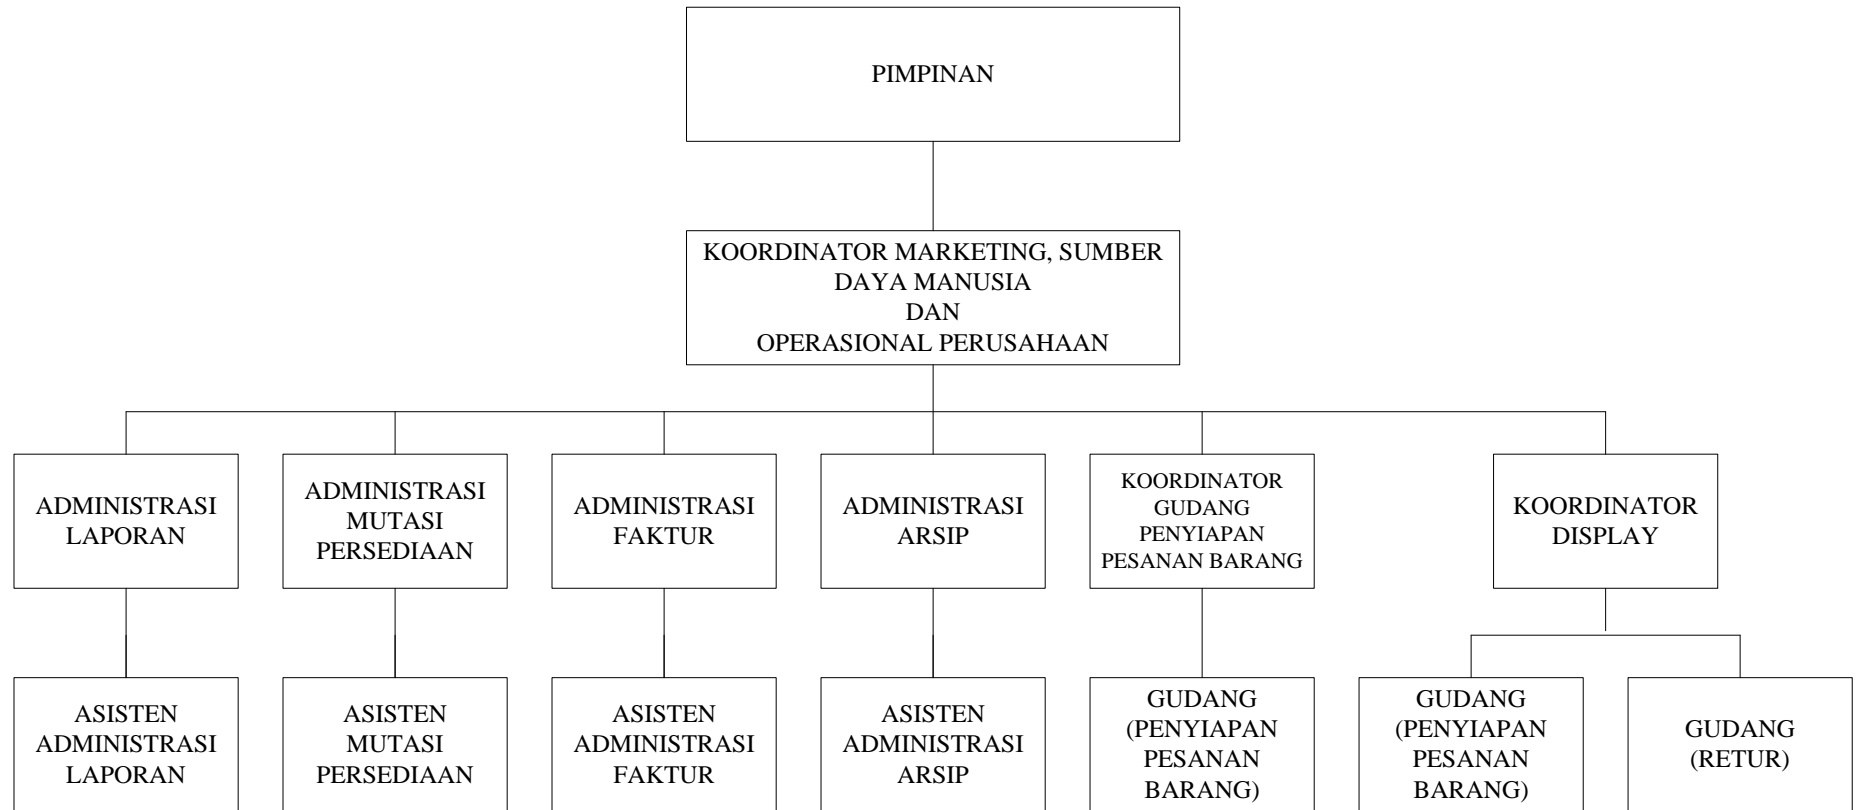 PIMPINAN
KOORDINATOR MARKETING, SUMBER
DAYA MANUSIA
DAN
OPERASIONAL PERUSAHAAN
ADMINISTRASI
LAPORAN
ADMINISTRASI
MUTASI
PERSEDIAAN
ADMINISTRASI
FAKTUR
ADMINISTRASI
ARSIP
KOORDINATOR
GUDANG
PENYIAPAN
PESANAN BARANG
KOORDINATOR
DISPLAY
ASISTEN
ADMINISTRASI
LAPORAN
ASISTEN
MUTASI
PERSEDIAAN
ASISTEN
ADMINISTRASI
FAKTUR
ASISTEN
ADMINISTRASI
ARSIP
GUDANG
(PENYIAPAN
PESANAN
BARANG)
GUDANG
(PENYIAPAN
PESANAN
BARANG)
GUDANG
(RETUR)